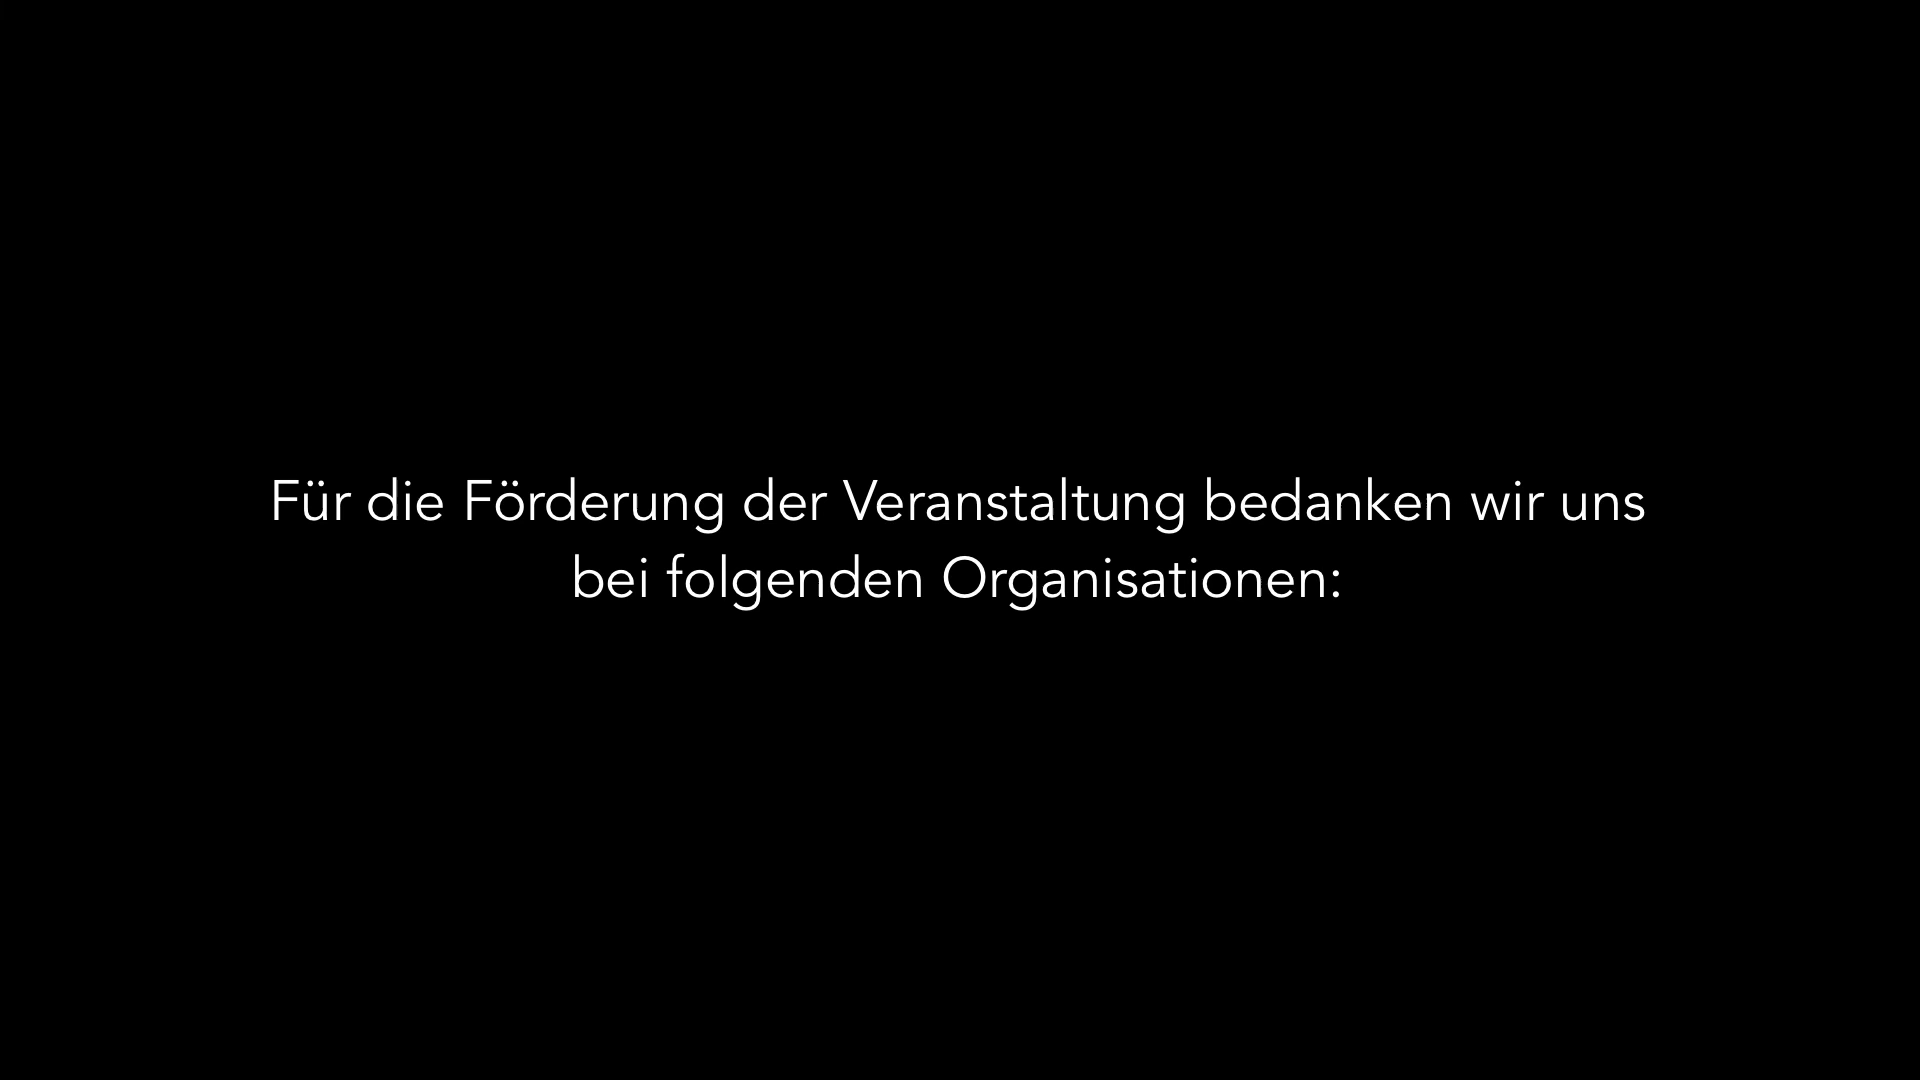 Für die Förderung der Veranstaltung bedanken wir uns
bei folgenden Organisationen: